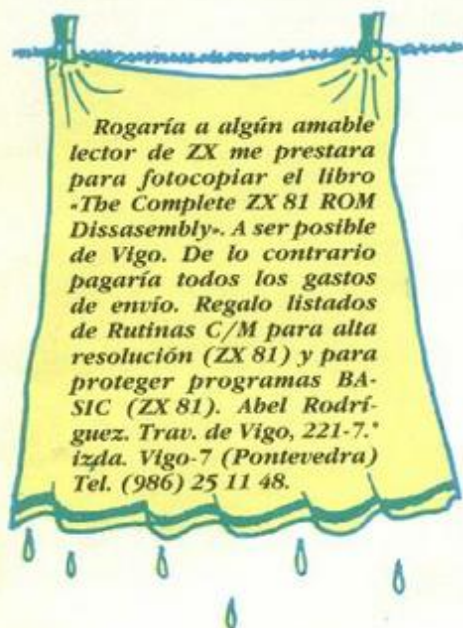 Rogaría a algún amable
lector de ZX me prestara
para fotocopiar el libro
«The Complete ZX 81 ROM
Dissasembly». A ser posible
de Vigo. De lo contrario
pagaría todos los gastos
de envío. Regalo listados
de Rutinas C/M para alta
resolución (ZX 81) y para
proteger programas BA-
SIC (ZX 81). Abel Rodrí-
guez. Trav. de Vigo, 221-7.°
izda. Vigo-7 (Pontevedra)
Tel. (986) 25 11 48.